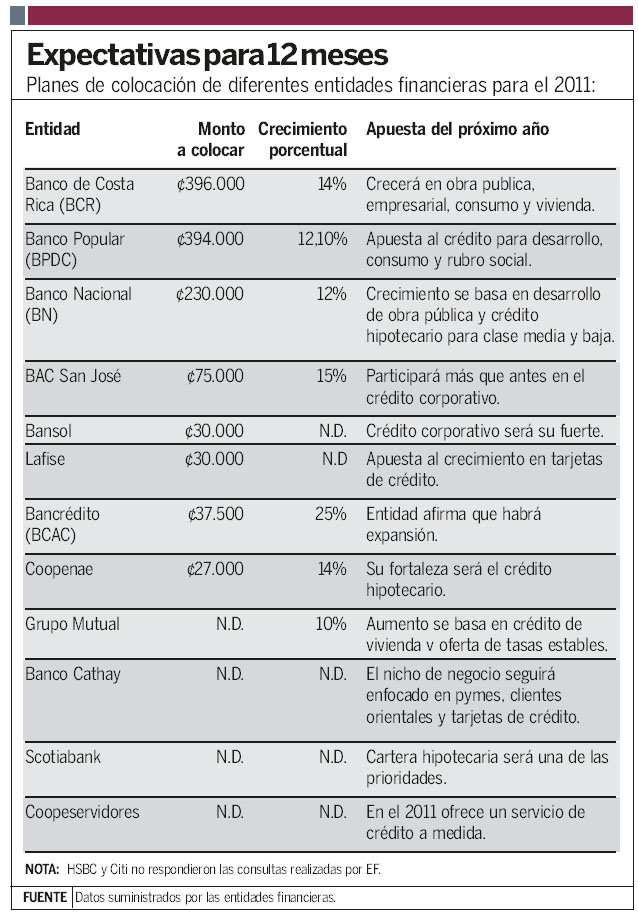 Expectativas para 12 meses
Planes de colocación de diferentes entidades financieras para el 2011:
Entidad Monto a colocar Crecimiento porcentual Apuesta del próximo año
Banco de Costa ¢396.000 14% Crecerá en obra publica,
Rica (BCR) empresarial, consumo y vivienda.
Banco Popular ¢394.000 12,10% Apuesta al crédito para desarrollo,
(BPDC) consumo y rubro social.
Banco Nacional ¢230.000 12% Crecimiento se basa en desarrollo
(BN) de obra pública y crédito
hipotecario para clase media y baja.
BAC San José ¢75.000 15% Participará más que antes en el
crédito corporativo.
Bansol ¢30.000 N.D. Crédito corporativo será su fuerte.
Lafise ¢30.000 N.D Apuesta al crecimiento en tarjetas
de crédito.
Bancrédito ¢37.500 25% Entidad afirma que habrá
(BCAC) expansión.
Coopenae ¢27.000 14% Su fortaleza será el crédito
hipotecario.
Grupo Mutual N.D. 10% Aumento se basa en crédito de
vivienda v oferta de tasas estables.
Banco Cathay N.D. N.D. El nicho de negocio seguirá
enfocado en pymes, clientes
orientales y tarjetas de crédito.
Scotiabank N.D. N.D. Cartera hipotecaria será una de las
prioridades.
Coopeservidores N.D. N.D. En el 2011 ofrece un servicio de
crédito a medida.
NOTA: HSBC y Citi no respondieron las consultas realizadas por EF.
FUENTE Datos suministrados por las entidades financieras.